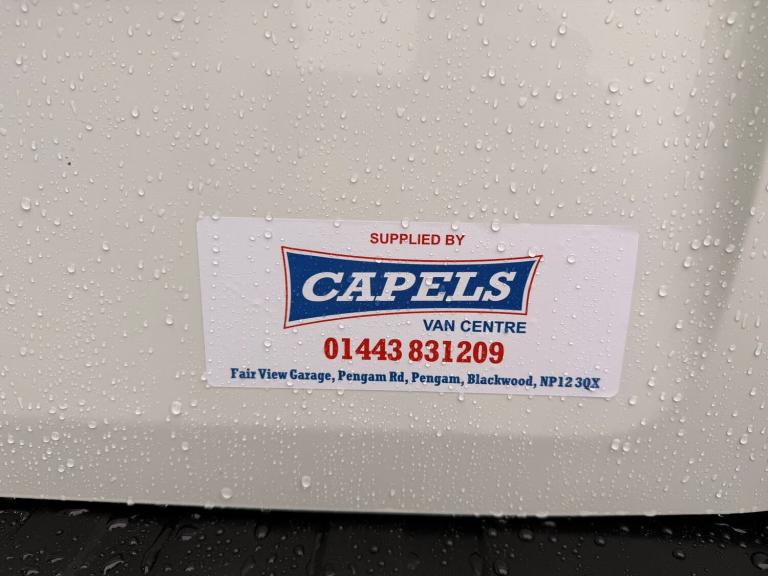 SUPPLIED BY
CAPELS
VAN CENTRE
01443 831209
Fair View Garage, Pengam Rd, Pengam, Blackwood, NP12 3QX